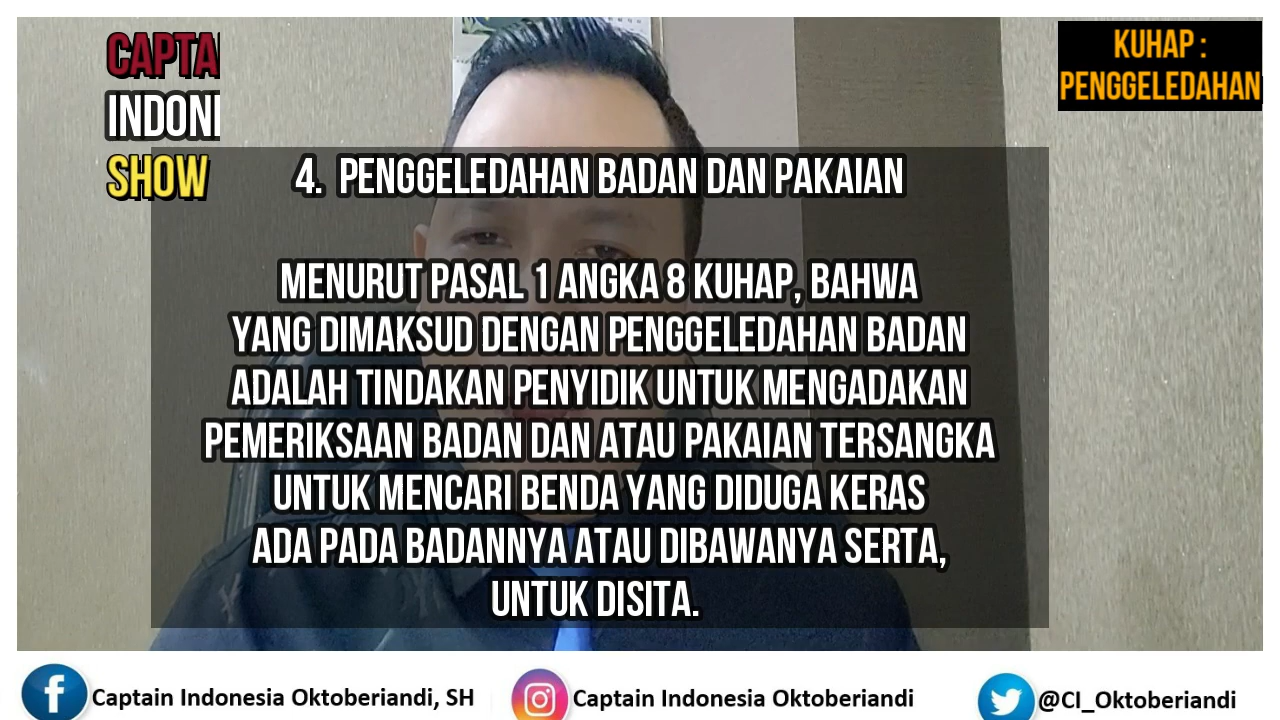 CAPTA
INDONI
SHOW
KUHAP :
PENGGELEDAHAN
4. PENGGELEDAHAN BADAN DAN PAKAIAN
MENURUT PASAL 1 ANGKA 8 KUHAP, BAHWA
YANG DIMAKSUD DENGAN PENGGELEDAHAN BADAN
ADALAH TINDAKAN PENYIDIK UNTUK MENGADAKAN
PEMERIKSAAN BADAN DAN ATAU PAKAIAN TERSANGKA
UNTUK MENCARI BENDA YANG DIDUGA KERAS
ADA PADA BADANNYA ATAU DIBAWANYA SERTA,
UNTUK DISITA.
Captain Indonesia Oktoberiandi, SH
Captain Indonesia Oktoberiandi
@CI_Oktoberiandi